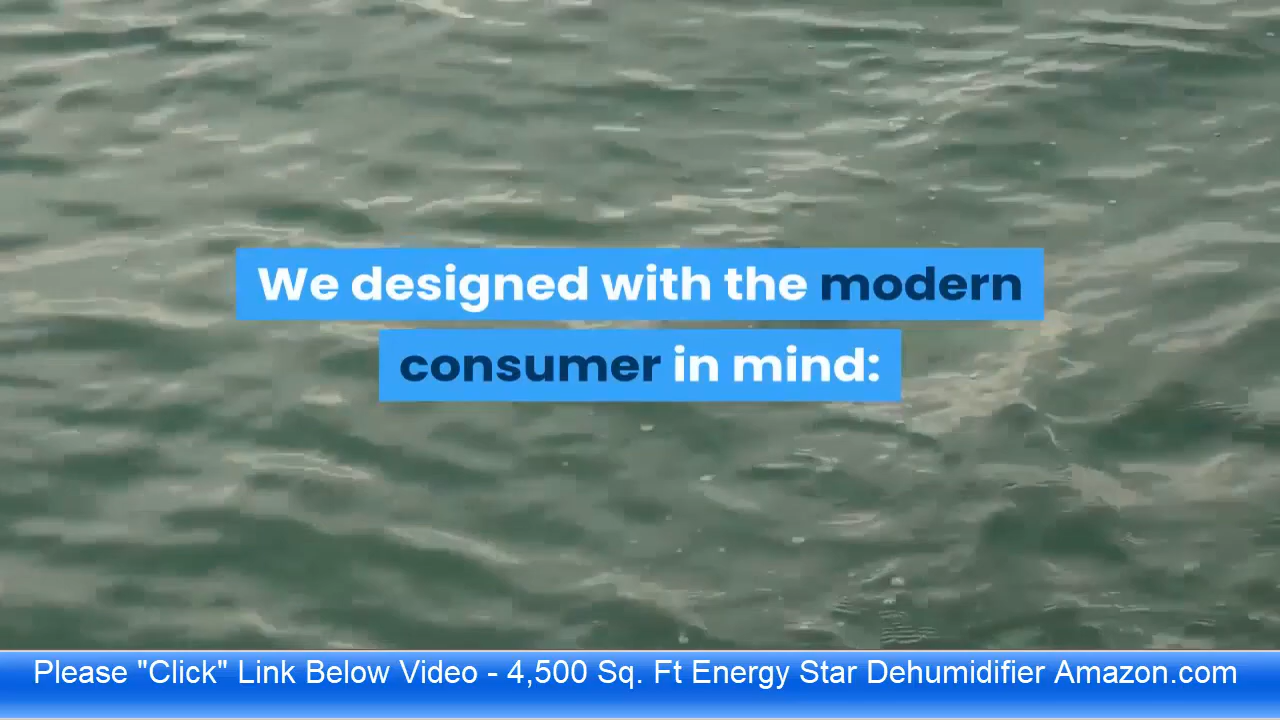 We designed with the modern
consumer in mind:
Please "Click" Link Below Video - 4,500 Sq. Ft Energy Star Dehumidifier Amazon.com